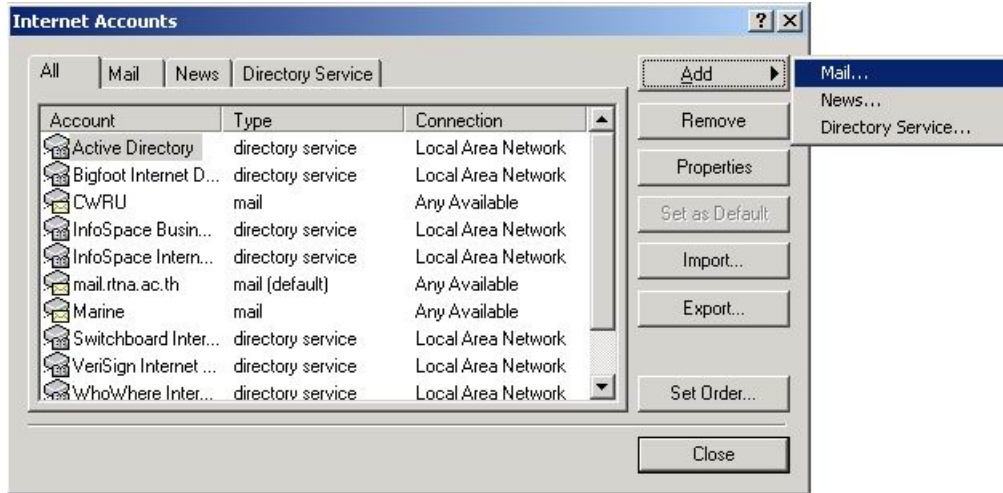 Internet Accounts
All Mail News Directory Service
Add
Mail...
News...
Directory Service...
Account Type Connection
Remove
Active Directory directory service Local Area Network
Bigfoot Internet D... directory service Local Area Network
Properties
CWRU mail Any Available
Set as Default
InfoSpace Busin... directory service Local Area Network
InfoSpace Intern... directory service Local Area Network
Import...
mail.rtna.ac.th mail (default) Any Available
Marine mail Any Available
Export...
Switchboard Inter... directory service Local Area Network
VeriSign Internet ... directory service Local Area Network
WhoWhere Inter... directory service Local Area Network
Set Order...
Close